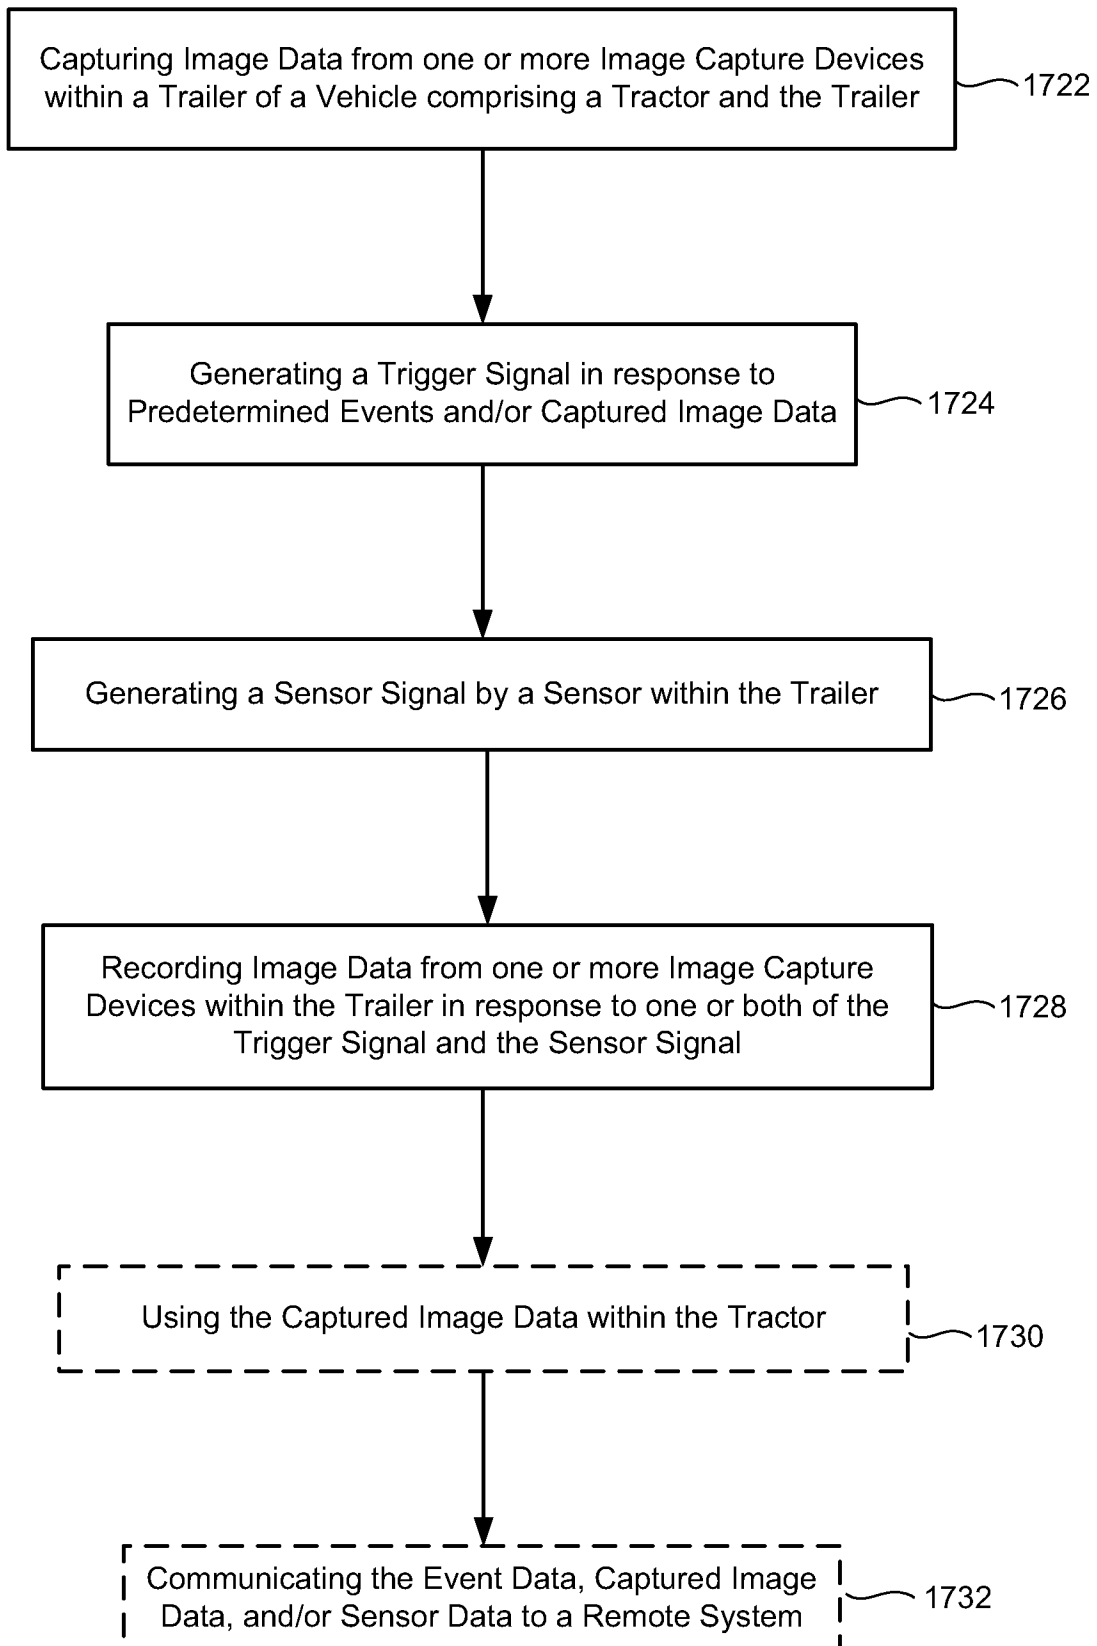 Capturing Image Data from one or more Image Capture Devices
within a Trailer of a Vehicle comprising a Tractor and the Trailer
1722
Generating a Trigger Signal in response to
Predetermined Events and/or Captured Image Data
1724
Generating a Sensor Signal by a Sensor within the Trailer
1726
Recording Image Data from one or more Image Capture
Devices within the Trailer in response to one or both of the
Trigger Signal and the Sensor Signal
1728
Using the Captured Image Data within the Tractor
1730
Communicating the Event Data, Captured Image
Data, and/or Sensor Data to a Remote System
1732